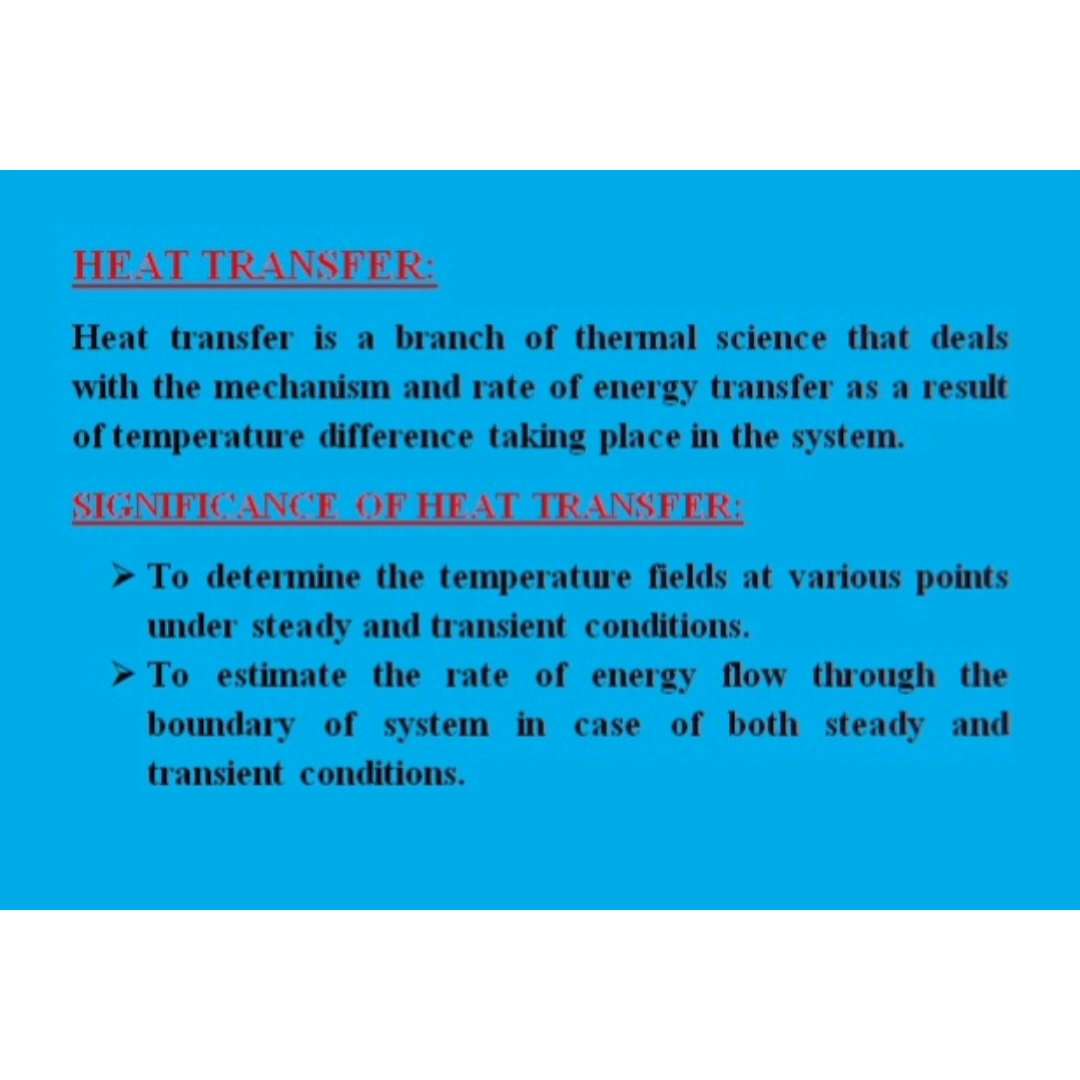 HEAT TRANSFER:
Heat transfer is a branch of thermal science that deals
with the mechanism and rate of energy transfer as a result
of temperature difference taking place in the system.
SIGNIFICANCE OF HEAT TRANSFER:
➢ To determine the temperature fields at various points
under steady and transient conditions.
➢ To estimate the rate of energy flow through the
boundary of system in case of both steady and
transient conditions.